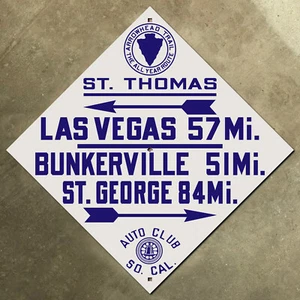 ARROWHEAD TRAIL
THE ALL YEAR ROUTE
ST. THOMAS
LAS VEGAS 57 Mi.
BUNKERVILLE 51 Mi.
ST. GEORGE 84 Mi.
AUTO CLUB
SO. CAL.